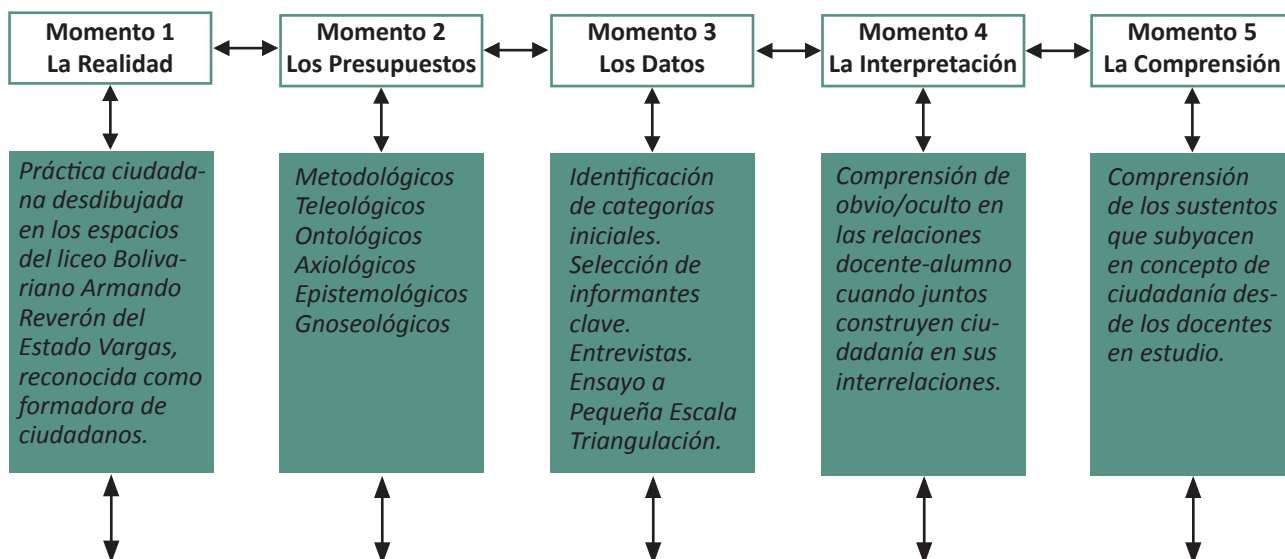 Momento 1
La Realidad
Momento 2
Los Presupuestos
Momento 3
Los Datos
Momento 4
La Interpretación
Momento 5
La Comprensión
Práctica ciudada-
na desdibujada
en los espacios
del liceo Boliva-
riano Armando
Reverón del
Estado Vargas,
reconocida como
formadora de
ciudadanos.
Metodológicos
Teleológicos
Ontológicos
Axiológicos
Epistemológicos
Gnoseológicos
Identificación
de categorías
iniciales.
Selección de
informantes
clave.
Entrevistas.
Ensayo a
Pequeña Escala
Triangulación.
Comprensión de
obvio/oculto en
las relaciones
docente-alumno
cuando juntos
construyen ciu-
dadanía en sus
interrelaciones.
Comprensión
de los sustentos
que subyacen
en concepto de
ciudadanía des-
de los docentes
en estudio.